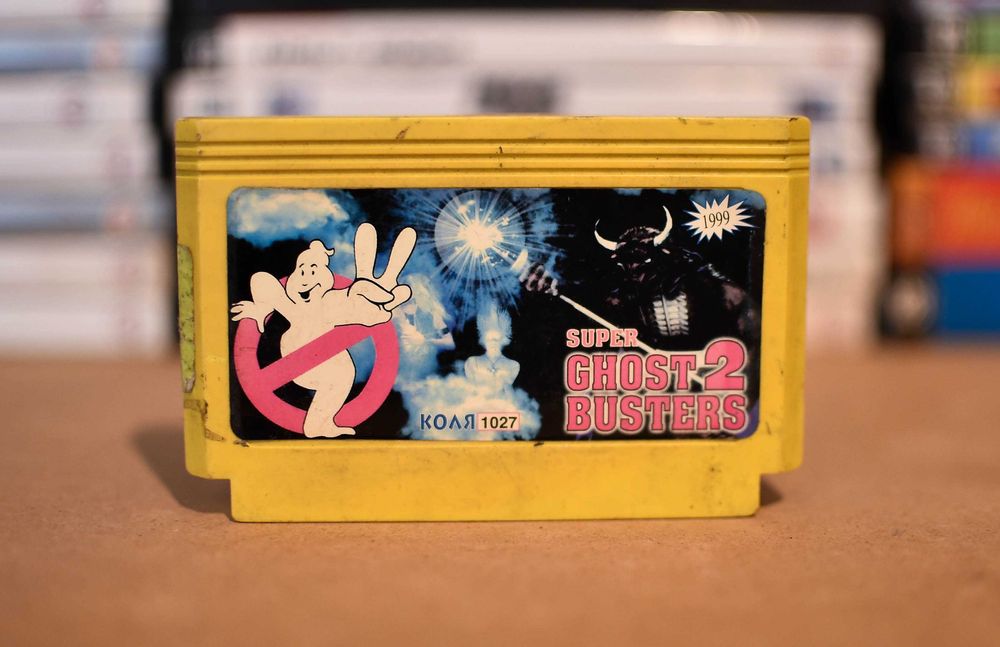 1999
SUPER
GHOST 2
BUSTERS
КОЛЯ 1027